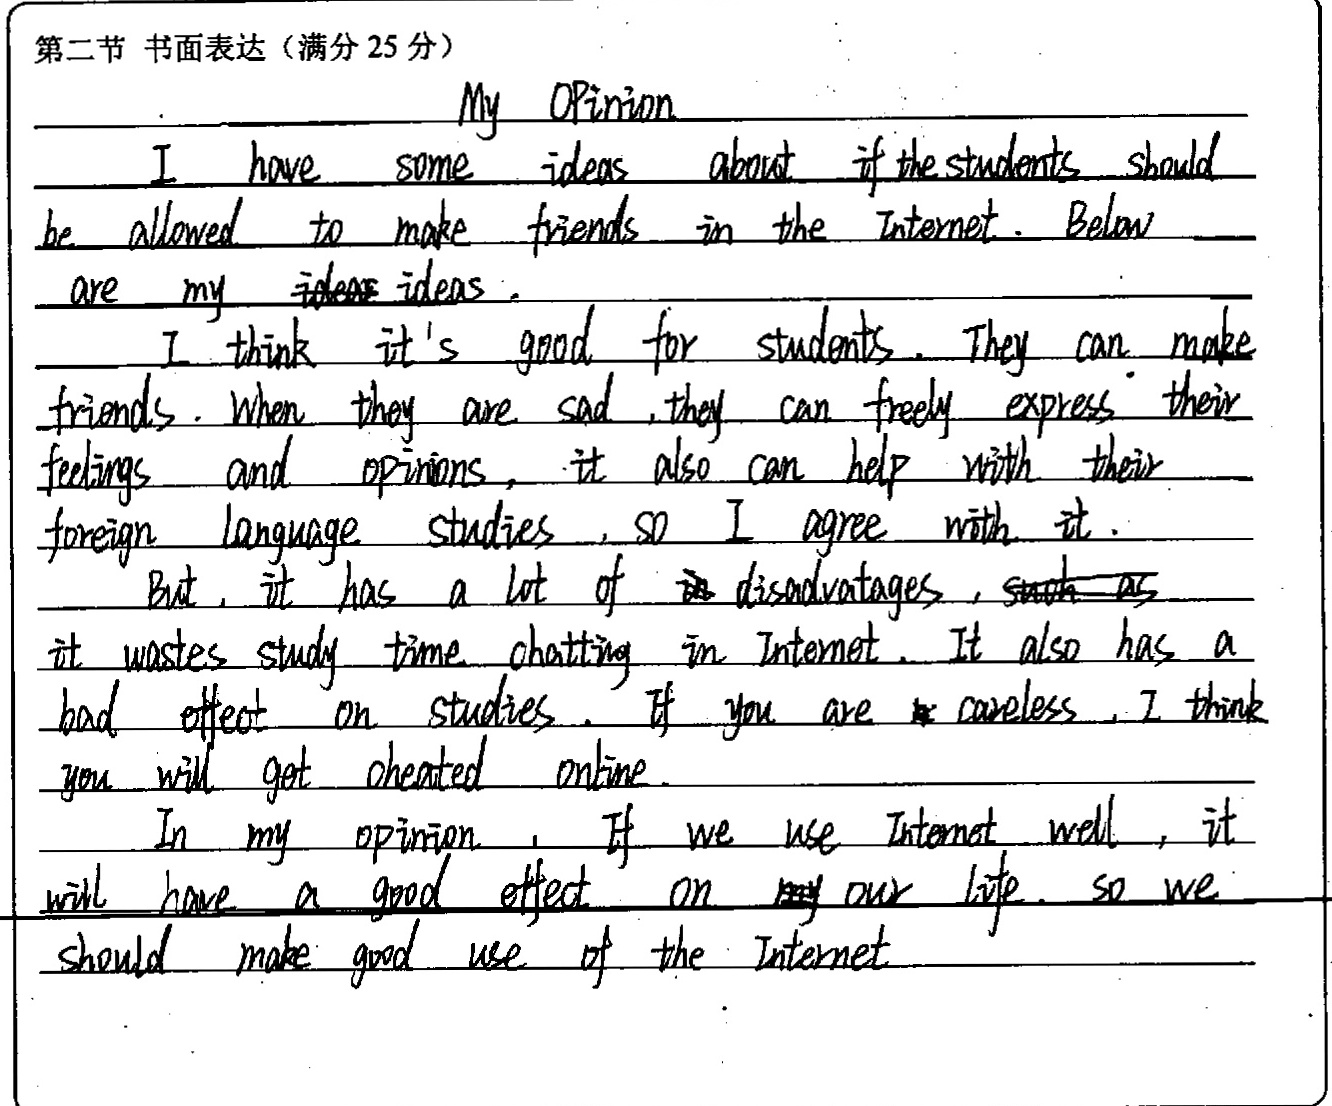 第二节 书面表达（满分 25 分）
My Opinion
I have some ideas about if the students should
be allowed to make friends in the Internet. Below
are my ideas ideas.
I think it's good for students. They can make
friends. When they are sad, they can freely express their
feelings and opinions, it also can help with their
foreign language studies, so I agree with it.
But, it has a lot of in disadvatages, such as
it wastes study time chatting in Internet. It also has a
bad effect on studies. If you are careless, I think
you will get cheated online.
In my opinion, If we use Internet well, it
will have a good effect on my our life. so we
should make good use of the Internet